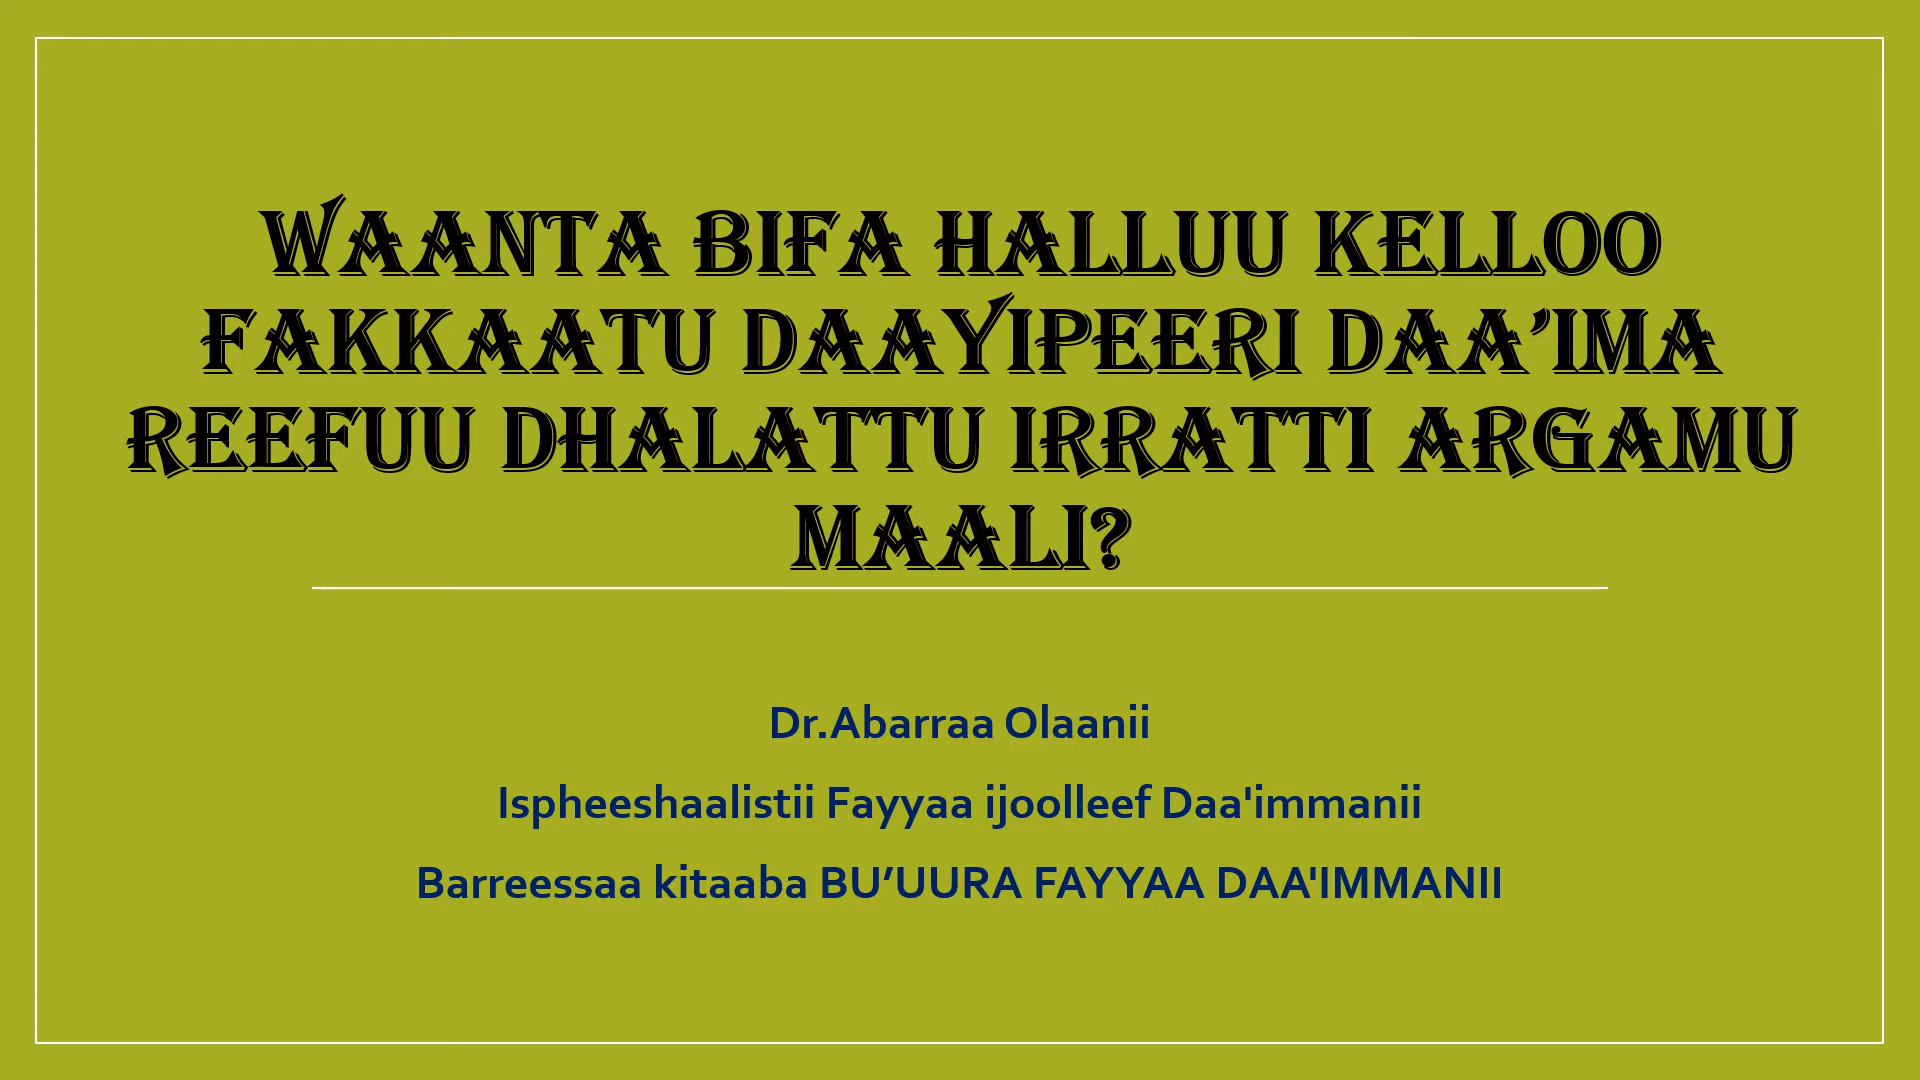 WAANTA BIFA HALLUU KELLOO
FAKKAATU DAAYIPEERI DAA’IMA
REEFUU DHALATTU IRRATTI ARGAMU
MAALI?
Dr.Abarraa Olaanii
Ispheeshaalistii Fayyaa ijoolleef Daa'immanii
Barreessaa kitaaba BU’UURA FAYYAA DAA'IMMANII